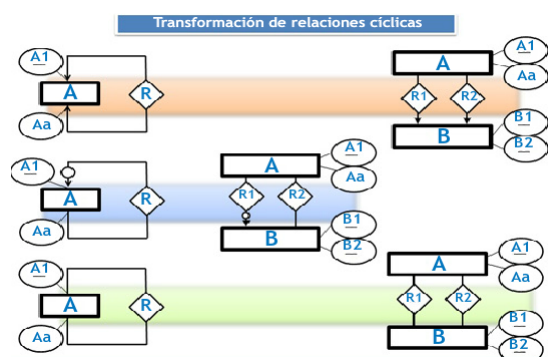 Transformación de relaciones cíclicas
A1
A
Aa
R
A
A1
Aa
R1
R2
B
B1
B2
A1
A
Aa
R
A
A1
Aa
R1
R2
B
B1
B2
A1
A
Aa
R
A
A1
Aa
R1
R2
B
B1
B2